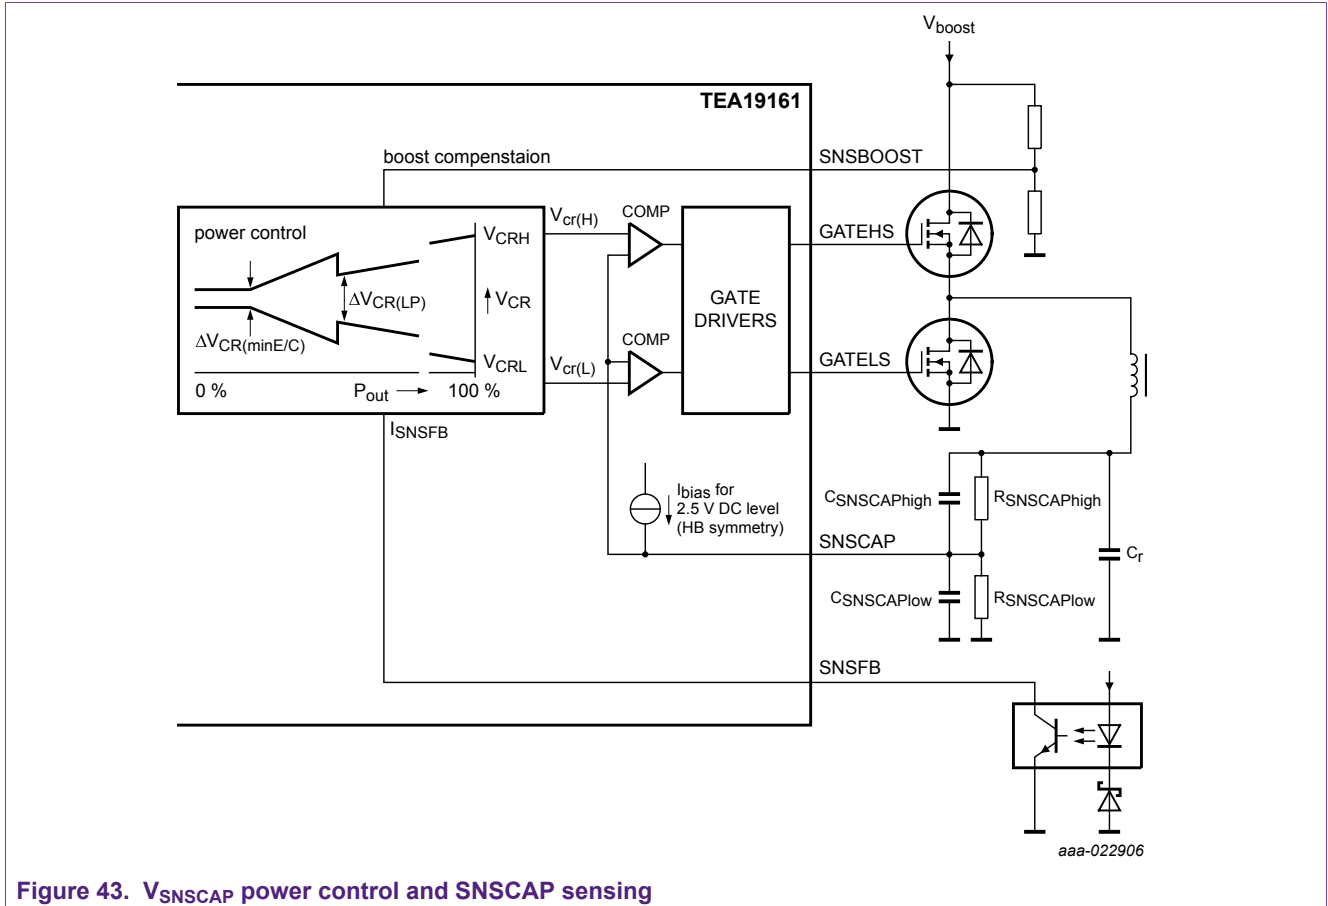 Vboost
TEA19161
boost compenstaion
SNSBOOST
power control
Vcr(H)
COMP
GATEHS
VCRH
ΔVCR(LP)
VCR
GATE
DRIVERS
ΔVCR(minE/C)
COMP
GATELS
VCRL
Vcr(L)
0 %
Pout
100 %
ISNSFB
Ibias for
2.5 V DC level
(HB symmetry)
CSNSCAPhigh
RSNSCAPhigh
SNSCAP
Cr
CSNSCAPlow
RSNSCAPlow
SNSFB
aaa-022906
Figure 43. VSNSCAP power control and SNSCAP sensing